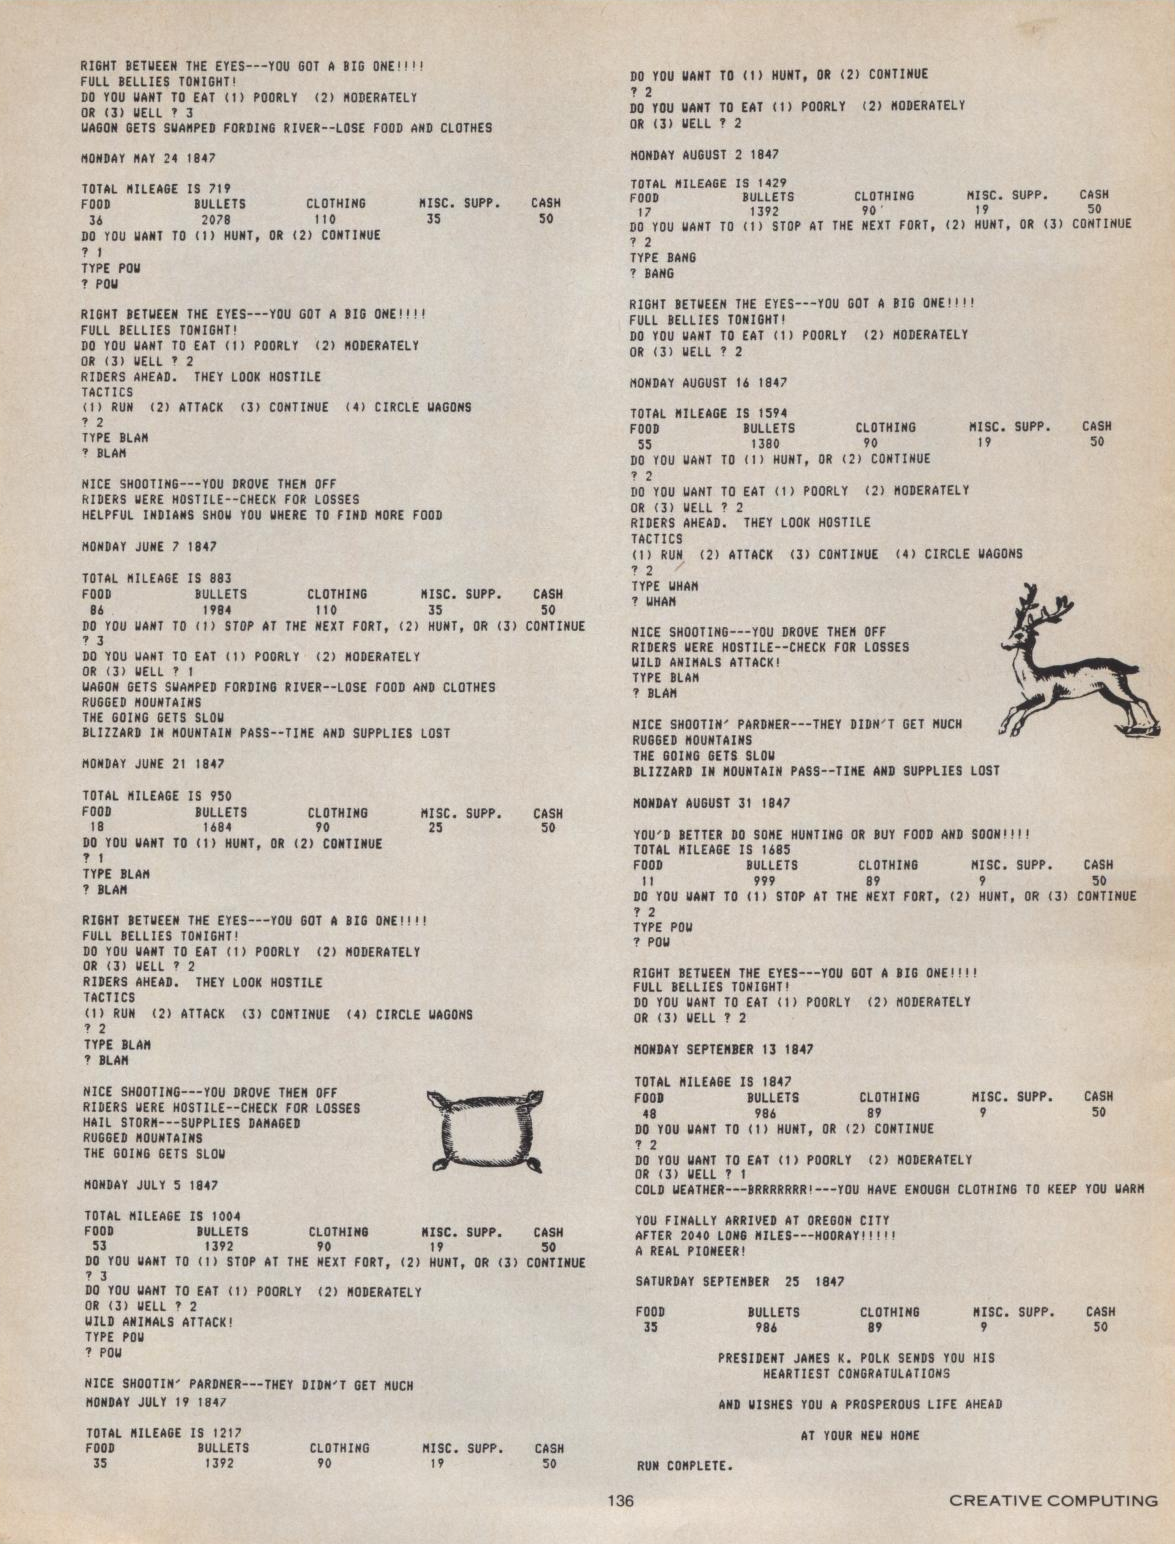 RIGHT BETWEEN THE EYES---YOU GOT A BIG ONE!!!!
FULL BELLIES TONIGHT!
DO YOU WANT TO EAT (1) POORLY (2) MODERATELY
OR (3) WELL ? 3
WAGON GETS SWAMPED FORDING RIVER--LOSE FOOD AND CLOTHES
MONDAY MAY 24 1847
TOTAL MILEAGE IS 719
FOOD BULLETS CLOTHING MISC. SUPP. CASH
36 2078 110 35 50
DO YOU WANT TO (1) HUNT, OR (2) CONTINUE
? 1
TYPE POW
? POW
RIGHT BETWEEN THE EYES---YOU GOT A BIG ONE!!!!
FULL BELLIES TONIGHT!
DO YOU WANT TO EAT (1) POORLY (2) MODERATELY
OR (3) WELL ? 2
RIDERS AHEAD. THEY LOOK HOSTILE
TACTICS
(1) RUN (2) ATTACK (3) CONTINUE (4) CIRCLE WAGONS
? 2
TYPE BLAM
? BLAM
NICE SHOOTING---YOU DROVE THEM OFF
RIDERS WERE HOSTILE--CHECK FOR LOSSES
HELPFUL INDIANS SHOW YOU WHERE TO FIND MORE FOOD
MONDAY JUNE 7 1847
TOTAL MILEAGE IS 883
FOOD BULLETS CLOTHING MISC. SUPP. CASH
86 1984 110 35 50
DO YOU WANT TO (1) STOP AT THE NEXT FORT, (2) HUNT, OR (3) CONTINUE
? 3
DO YOU WANT TO EAT (1) POORLY (2) MODERATELY
OR (3) WELL ? 1
WAGON GETS SWAMPED FORDING RIVER--LOSE FOOD AND CLOTHES
RUGGED MOUNTAINS
THE GOING GETS SLOW
BLIZZARD IN MOUNTAIN PASS--TIME AND SUPPLIES LOST
MONDAY JUNE 21 1847
TOTAL MILEAGE IS 950
FOOD BULLETS CLOTHING MISC. SUPP. CASH
18 1684 90 25 50
DO YOU WANT TO (1) HUNT, OR (2) CONTINUE
? 1
TYPE BLAM
? BLAM
RIGHT BETWEEN THE EYES---YOU GOT A BIG ONE!!!!
FULL BELLIES TONIGHT!
DO YOU WANT TO EAT (1) POORLY (2) MODERATELY
OR (3) WELL ? 2
RIDERS AHEAD. THEY LOOK HOSTILE
TACTICS
(1) RUN (2) ATTACK (3) CONTINUE (4) CIRCLE WAGONS
? 2
TYPE BLAM
? BLAM
NICE SHOOTING---YOU DROVE THEM OFF
RIDERS WERE HOSTILE--CHECK FOR LOSSES
HAIL STORM---SUPPLIES DAMAGED
RUGGED MOUNTAINS
THE GOING GETS SLOW
MONDAY JULY 5 1847
TOTAL MILEAGE IS 1004
FOOD BULLETS CLOTHING MISC. SUPP. CASH
53 1392 90 19 50
DO YOU WANT TO (1) STOP AT THE NEXT FORT, (2) HUNT, OR (3) CONTINUE
? 3
DO YOU WANT TO EAT (1) POORLY (2) MODERATELY
OR (3) WELL ? 2
WILD ANIMALS ATTACK!
TYPE POW
? POW
NICE SHOOTIN' PARDNER---THEY DIDN'T GET MUCH
MONDAY JULY 19 1847
TOTAL MILEAGE IS 1217
FOOD BULLETS CLOTHING MISC. SUPP. CASH
35 1392 90 19 50
DO YOU WANT TO (1) HUNT, OR (2) CONTINUE
? 2
DO YOU WANT TO EAT (1) POORLY (2) MODERATELY
OR (3) WELL ? 2
MONDAY AUGUST 2 1847
TOTAL MILEAGE IS 1429
FOOD BULLETS CLOTHING MISC. SUPP. CASH
17 1392 90 19 50
DO YOU WANT TO (1) STOP AT THE NEXT FORT, (2) HUNT, OR (3) CONTINUE
? 2
TYPE BANG
? BANG
RIGHT BETWEEN THE EYES---YOU GOT A BIG ONE!!!!
FULL BELLIES TONIGHT!
DO YOU WANT TO EAT (1) POORLY (2) MODERATELY
OR (3) WELL ? 2
MONDAY AUGUST 16 1847
TOTAL MILEAGE IS 1594
FOOD BULLETS CLOTHING MISC. SUPP. CASH
55 1380 90 19 50
DO YOU WANT TO (1) HUNT, OR (2) CONTINUE
? 2
DO YOU WANT TO EAT (1) POORLY (2) MODERATELY
OR (3) WELL ? 2
RIDERS AHEAD. THEY LOOK HOSTILE
TACTICS
(1) RUN (2) ATTACK (3) CONTINUE (4) CIRCLE WAGONS
? 2
TYPE WHAM
? WHAM
NICE SHOOTING---YOU DROVE THEM OFF
RIDERS WERE HOSTILE--CHECK FOR LOSSES
WILD ANIMALS ATTACK!
TYPE BLAM
? BLAM
NICE SHOOTIN' PARDNER---THEY DIDN'T GET MUCH
RUGGED MOUNTAINS
THE GOING GETS SLOW
BLIZZARD IN MOUNTAIN PASS--TIME AND SUPPLIES LOST
MONDAY AUGUST 31 1847
YOU'D BETTER DO SOME HUNTING OR BUY FOOD AND SOON!!!!
TOTAL MILEAGE IS 1685
FOOD BULLETS CLOTHING MISC. SUPP. CASH
11 999 89 9 50
DO YOU WANT TO (1) STOP AT THE NEXT FORT, (2) HUNT, OR (3) CONTINUE
? 2
TYPE POW
? POW
RIGHT BETWEEN THE EYES---YOU GOT A BIG ONE!!!!
FULL BELLIES TONIGHT!
DO YOU WANT TO EAT (1) POORLY (2) MODERATELY
OR (3) WELL ? 2
MONDAY SEPTEMBER 13 1847
TOTAL MILEAGE IS 1847
FOOD BULLETS CLOTHING MISC. SUPP. CASH
48 986 89 9 50
DO YOU WANT TO (1) HUNT, OR (2) CONTINUE
? 2
DO YOU WANT TO EAT (1) POORLY (2) MODERATELY
OR (3) WELL ? 1
COLD WEATHER---BRRRRRRR!---YOU HAVE ENOUGH CLOTHING TO KEEP YOU WARM
YOU FINALLY ARRIVED AT OREGON CITY
AFTER 2040 LONG MILES---HOORAY!!!!!
A REAL PIONEER!
SATURDAY SEPTEMBER 25 1847
FOOD BULLETS CLOTHING MISC. SUPP. CASH
35 986 89 9 50
PRESIDENT JAMES K. POLK SENDS YOU HIS
HEARTIEST CONGRATULATIONS
AND WISHES YOU A PROSPEROUS LIFE AHEAD
AT YOUR NEW HOME
RUN COMPLETE.
136
CREATIVE COMPUTING